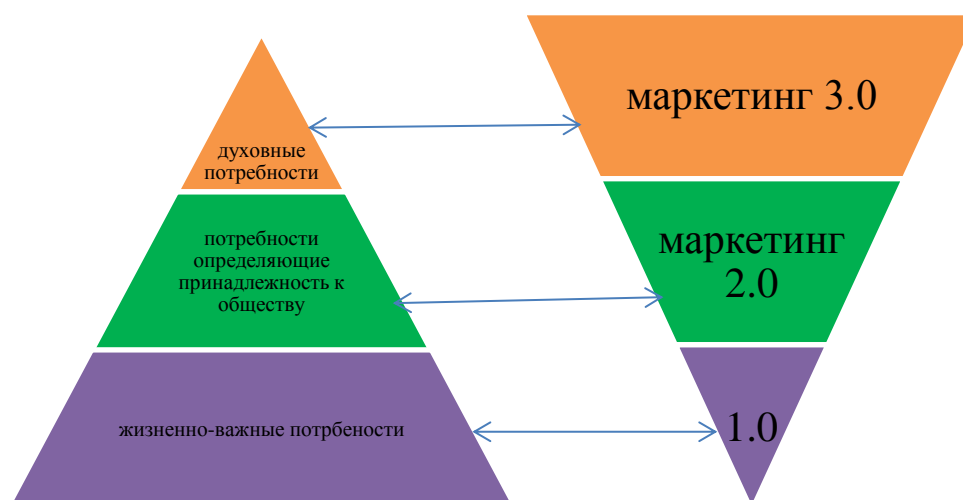 духовные
потребности
потребности
определяющие
принадлежность к
обществу
жизненно-важные потрбености
маркетинг 3.0
маркетинг
2.0
1.0